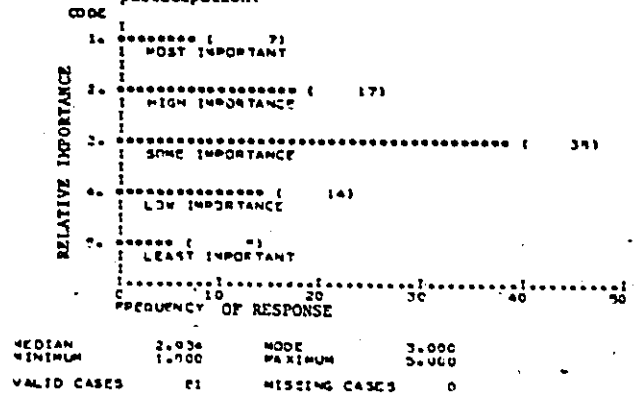 CODE
1. ( 7)
MOST IMPORTANT
2. ( 17)
HIGH IMPORTANCE
3. ( )
SOME IMPORTANCE
4. ( 14)
LOW IMPORTANCE
5. ( )
LEAST IMPORTANT
RELATIVE IMPORTANCE
0 10 20 30 40 50
FREQUENCY OF RESPONSE
MEDIAN MODE 3.000
MINIMUM 1.000 MAXIMUM 5.000
VALID CASES MISSING CASES 0